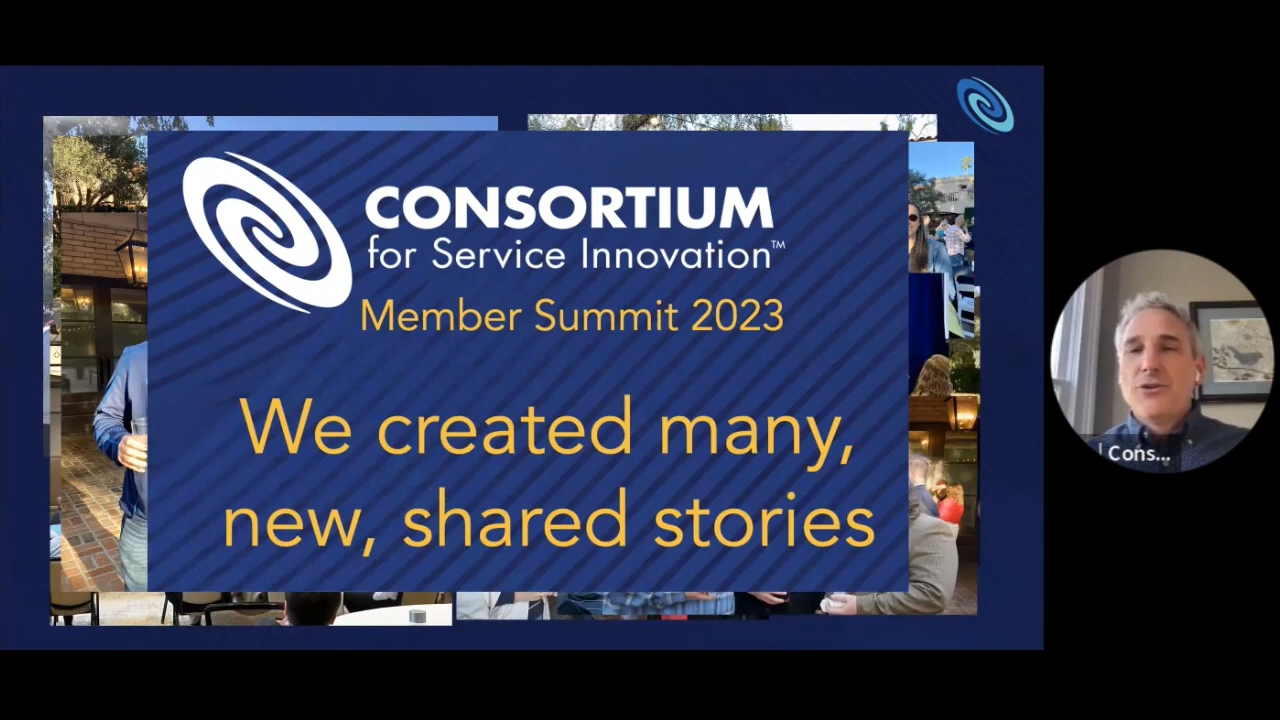 CONSORTIUM
for Service Innovation™
Member Summit 2023
We created many,
new, shared stories
Cons...